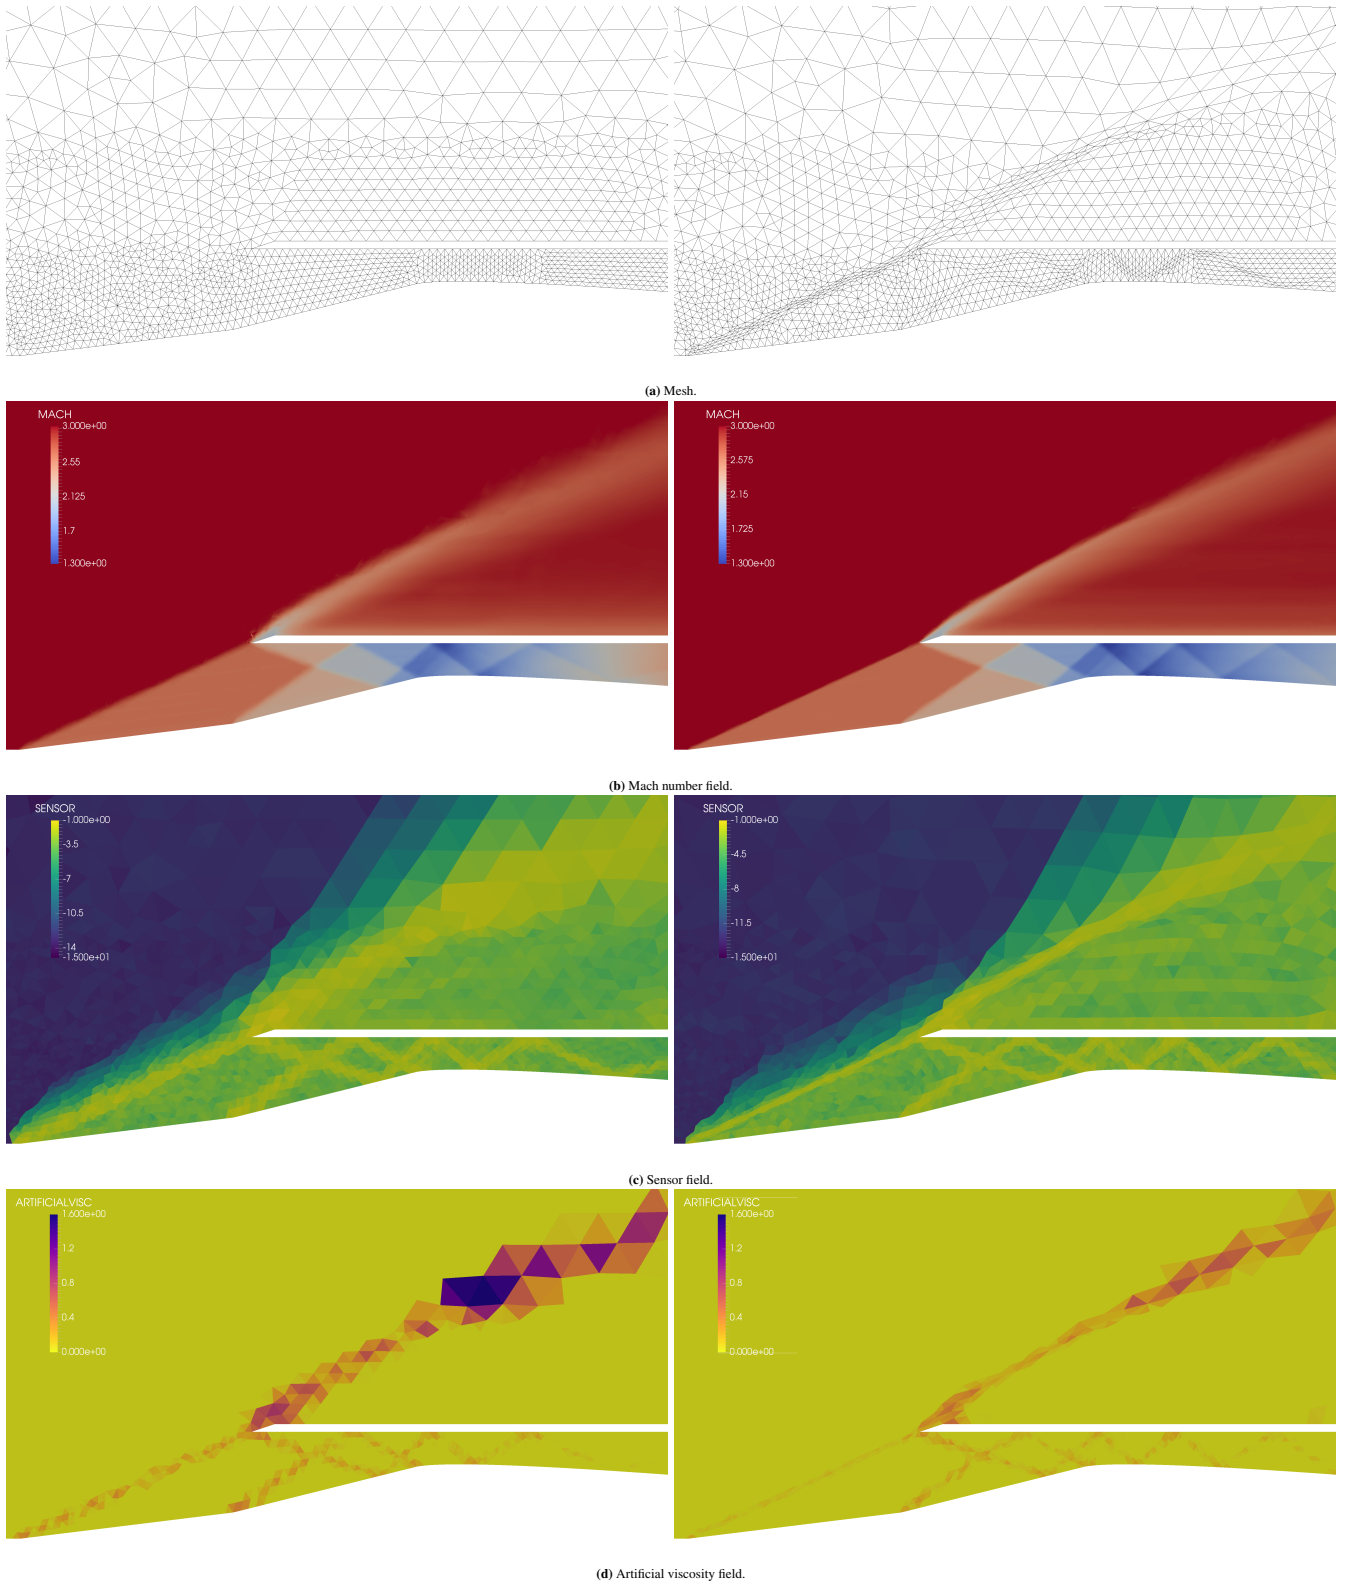 (a) Mesh.
MACH
3.000e+00
2.55
2.125
1.7
1.300e+00
MACH
3.000e+00
2.575
2.15
1.725
1.300e+00
(b) Mach number field.
SENSOR
-1.000e+00
-3.5
-7
-10.5
-14
-1.500e+01
SENSOR
-1.000e+00
-4.5
-8
-11.5
-1.500e+01
(c) Sensor field.
ARTIFICIALVISC
1.600e+00
1.2
0.8
0.4
0.000e+00
ARTIFICIALVISC
1.600e+00
1.2
0.8
0.4
0.000e+00
(d) Artificial viscosity field.